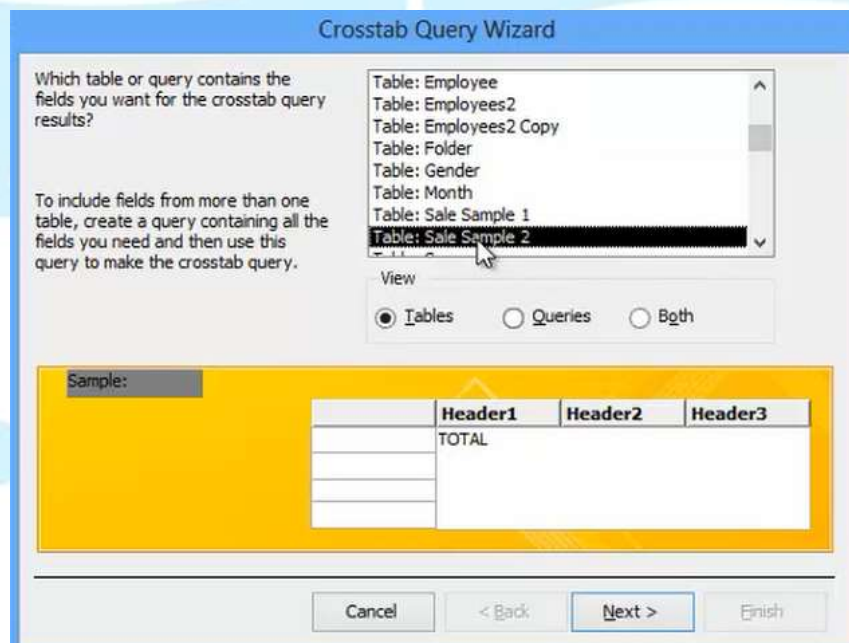 Crosstab Query Wizard
Which table or query contains the
fields you want for the crosstab query
results?
To include fields from more than one
table, create a query containing all the
fields you need and then use this
query to make the crosstab query.
Table: Employee
Table: Employees2
Table: Employees2 Copy
Table: Folder
Table: Gender
Table: Month
Table: Sale Sample 1
Table: Sale Sample 2
View
Tables Queries Both
Sample:
Header1 Header2 Header3
TOTAL
Cancel < Back Next > Finish